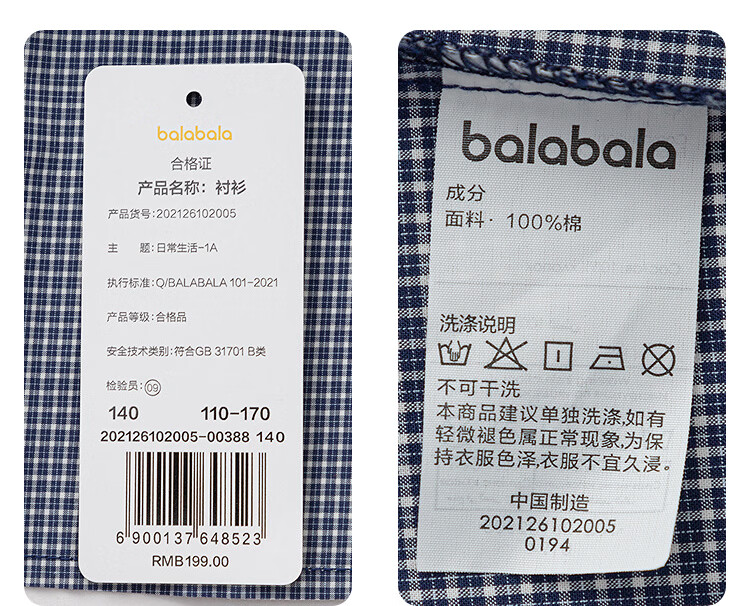 balabala
合格证
产品名称：衬衫
产品货号:202126102005
主 题:日常生活-1A
执行标准:Q/BALABALA 101-2021
产品等级:合格品
安全技术类别:符合GB 31701 B类
检验员:09
140 110-170
202126102005-00388 140
6 900137 648523
RMB199.00
balabala
成分
面料· 100%棉
洗涤说明
不可干洗
本商品建议单独洗涤,如有
轻微褪色属正常现象,为保
持衣服色泽,衣服不宜久浸。
中国制造
202126102005
0194